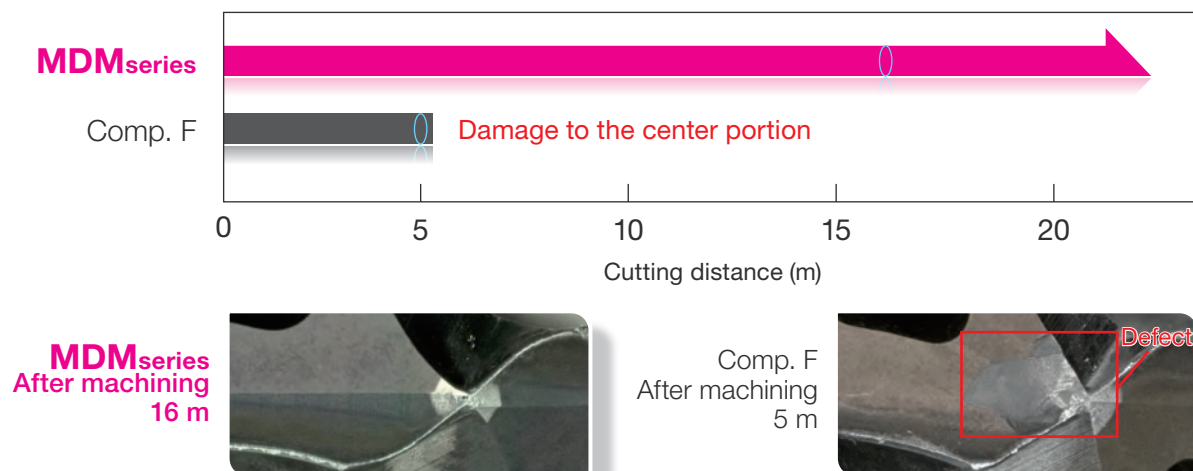 MDMseries
Comp. F
Damage to the center portion
0 5 10 15 20
Cutting distance (m)
MDMseries
After machining
16 m
Comp. F
After machining
5 m
Defect